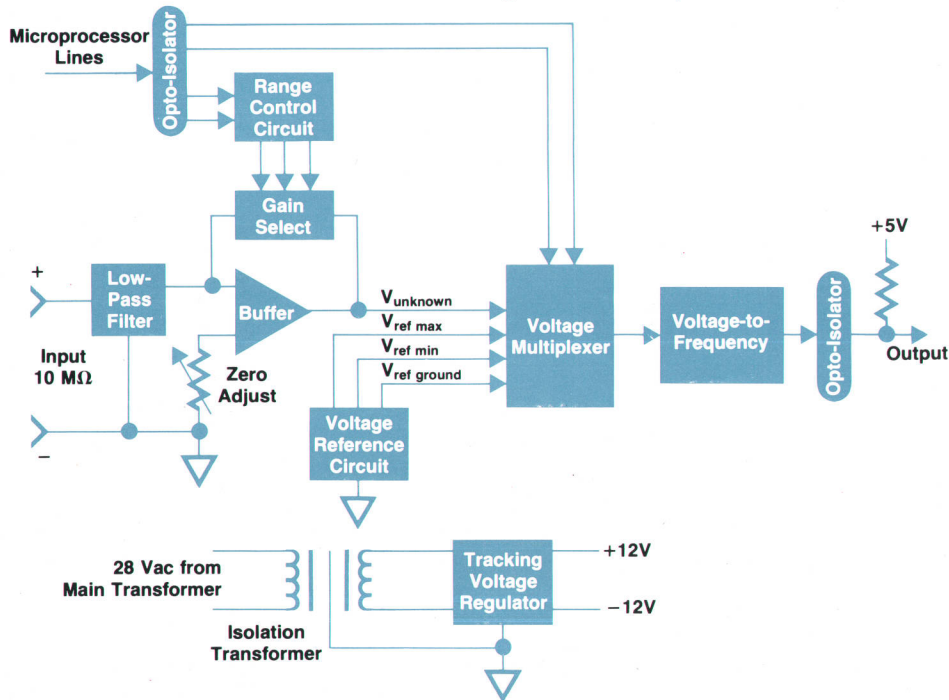 Microprocessor
Lines
Opto-Isolator
Range
Control
Circuit
Gain
Select
+
Low-
Pass
Filter
Buffer
Input
10 MΩ
Zero
Adjust
−
Vunknown
Vref max
Vref min
Vref ground
Voltage
Reference
Circuit
Voltage
Multiplexer
Voltage-to-
Frequency
Opto-Isolator
+5V
Output
28 Vac from
Main Transformer
Isolation
Transformer
Tracking
Voltage
Regulator
+12V
−12V